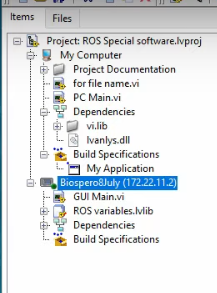 Items
Files
Project: ROS Special software.lvproj
My Computer
Project Documentation
for file name.vi
PC Main.vi
Dependencies
vi.lib
lvanlys.dll
Build Specifications
My Application
Biospero8July (172.22.11.2)
GUI Main.vi
ROS variables.lvlib
Dependencies
Build Specifications